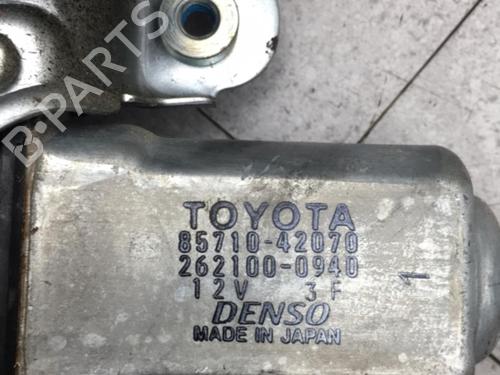 B-PARTS
TOYOTA
85710-42070
262100-0940
12V 3F 1
DENSO
MADE IN JAPAN